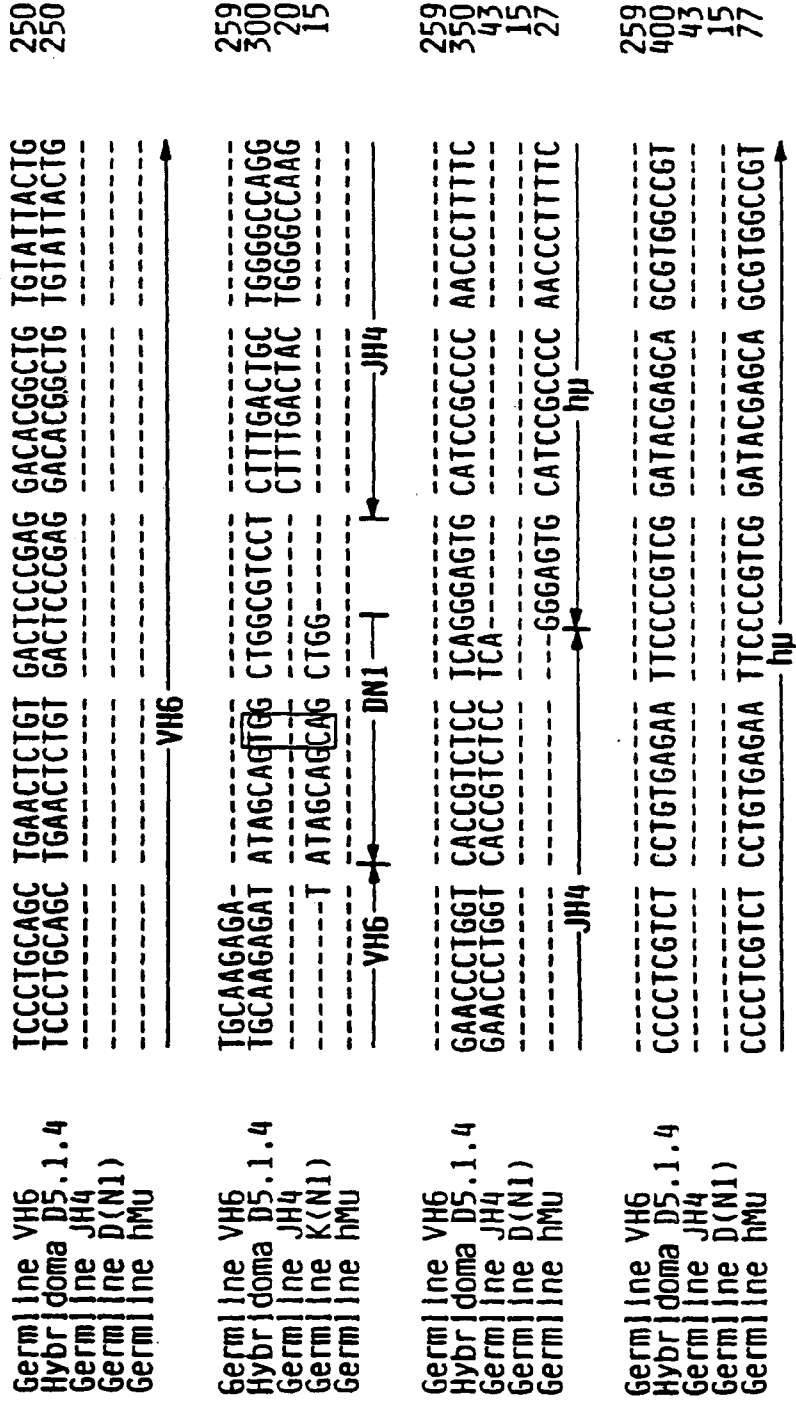 Germline VH6 TCCCTGCAGC TGAACTCTGT GACTCCCGAG GACACGGCTG TGTATTACTG 250
Hybridoma D5.1.4 TCCCTGCAGC TGAACTCTGT GACTCCCGAG GACACGGCTG TGTATTACTG 250
Germline JH4 ---------- ---------- ---------- ---------- ----------
Germline D(N1) ---------- ---------- ---------- ---------- ----------
Germline hMu ---------- ---------- ---------- ---------- ----------
VH6
Germline VH6 TGCAAGAGA- ---------- ---------- ---------- ---------- 259
Hybridoma D5.1.4 TGCAAGAGAT ATAGCAGTGG CTGGCGTCCT CTTTGACTGC TGGGGCCAGG 300
Germline JH4 ---------- ---------- ---------- CTTTGACTAC TGGGGCCAAG 20
Germline K(N1) ---------T ATAGCAGCAG CTGG------ ---------- ---------- 15
Germline hMu ---------- ---------- ---------- ---------- ----------
VH6 DN1 JH4
Germline VH6 ---------- ---------- ---------- ---------- ---------- 259
Hybridoma D5.1.4 GAACCCTGGT CACCGTCTCC TCAGGGAGTG CATCCGCCCC AACCCTTTTC 350
Germline JH4 GAACCCTGGT CACCGTCTCC TCA------- ---------- ---------- 43
Germline D(N1) ---------- ---------- ---------- ---------- ---------- 15
Germline hMu ---------- ---------- ---GGGAGTG CATCCGCCCC AACCCTTTTC 27
JH4 hμ
Germline VH6 ---------- ---------- ---------- ---------- ---------- 259
Hybridoma D5.1.4 CCCCTCGTCT CCTGTGAGAA TTCCCCGTCG GATACGAGCA GCGTGGCCGT 400
Germline JH4 ---------- ---------- ---------- ---------- ---------- 43
Germline D(N1) ---------- ---------- ---------- ---------- ---------- 15
Germline hMu CCCCTCGTCT CCTGTGAGAA TTCCCCGTCG GATACGAGCA GCGTGGCCGT 77
hμ